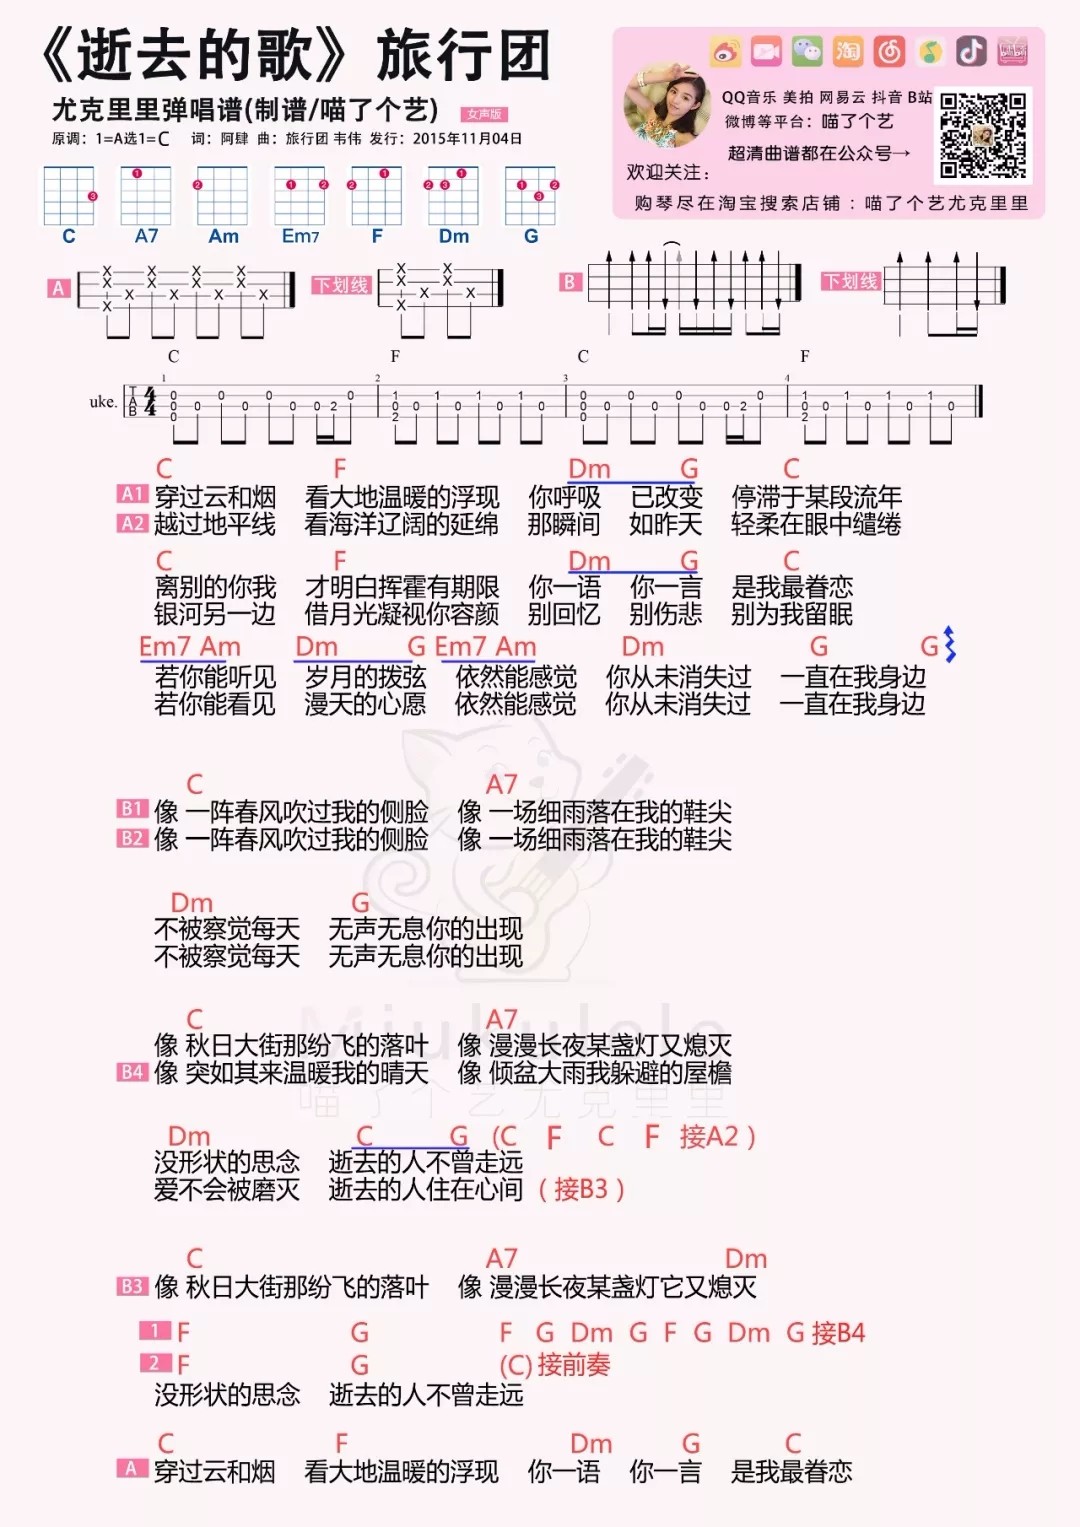 《逝去的歌》旅行团
尤克里里弹唱谱(制谱/喵了个艺) 女声版
原调：1=A选1=C 词：阿肆 曲：旅行团 韦伟 发行：2015年11月04日
QQ音乐 美拍 网易云 抖音 B站
微博等平台：喵了个艺
超清曲谱都在公众号→
欢迎关注：
购琴尽在淘宝搜索店铺：喵了个艺尤克里里
C A7 Am Em7 F Dm G
A 下划线 B 下划线
C F C F
uke. TAB 4/4 1 2 3 4
C F Dm G C
A1 穿过云和烟 看大地温暖的浮现 你呼吸 已改变 停滞于某段流年
A2 越过地平线 看海洋辽阔的延绵 那瞬间 如昨天 轻柔在眼中缱绻
C F Dm G C
离别的你我 才明白挥霍有期限 你一语 你一言 是我最眷恋
银河另一边 借月光凝视你容颜 别回忆 别伤悲 别为我留眠
Em7 Am Dm G Em7 Am Dm G G
若你能听见 岁月的拨弦 依然能感觉 你从未消失过 一直在我身边
若你能看见 漫天的心愿 依然能感觉 你从未消失过 一直在我身边
C A7
B1 像 一阵春风吹过我的侧脸 像 一场细雨落在我的鞋尖
B2 像 一阵春风吹过我的侧脸 像 一场细雨落在我的鞋尖
Dm G
不被察觉每天 无声无息你的出现
不被察觉每天 无声无息你的出现
C A7
像 秋日大街那纷飞的落叶 像 漫漫长夜某盏灯又熄灭
B4 像 突如其来温暖我的晴天 像 倾盆大雨我躲避的屋檐
Miukulele
喵了个艺尤克里里
Dm C G (C F C F 接A2)
没形状的思念 逝去的人不曾走远
爱不会被磨灭 逝去的人住在心间（接B3）
C A7 Dm
B3 像 秋日大街那纷飞的落叶 像 漫漫长夜某盏灯它又熄灭
1 F G F G Dm G F G Dm G 接B4
2 F G (C) 接前奏
没形状的思念 逝去的人不曾走远
C F Dm G C
A 穿过云和烟 看大地温暖的浮现 你一语 你一言 是我最眷恋